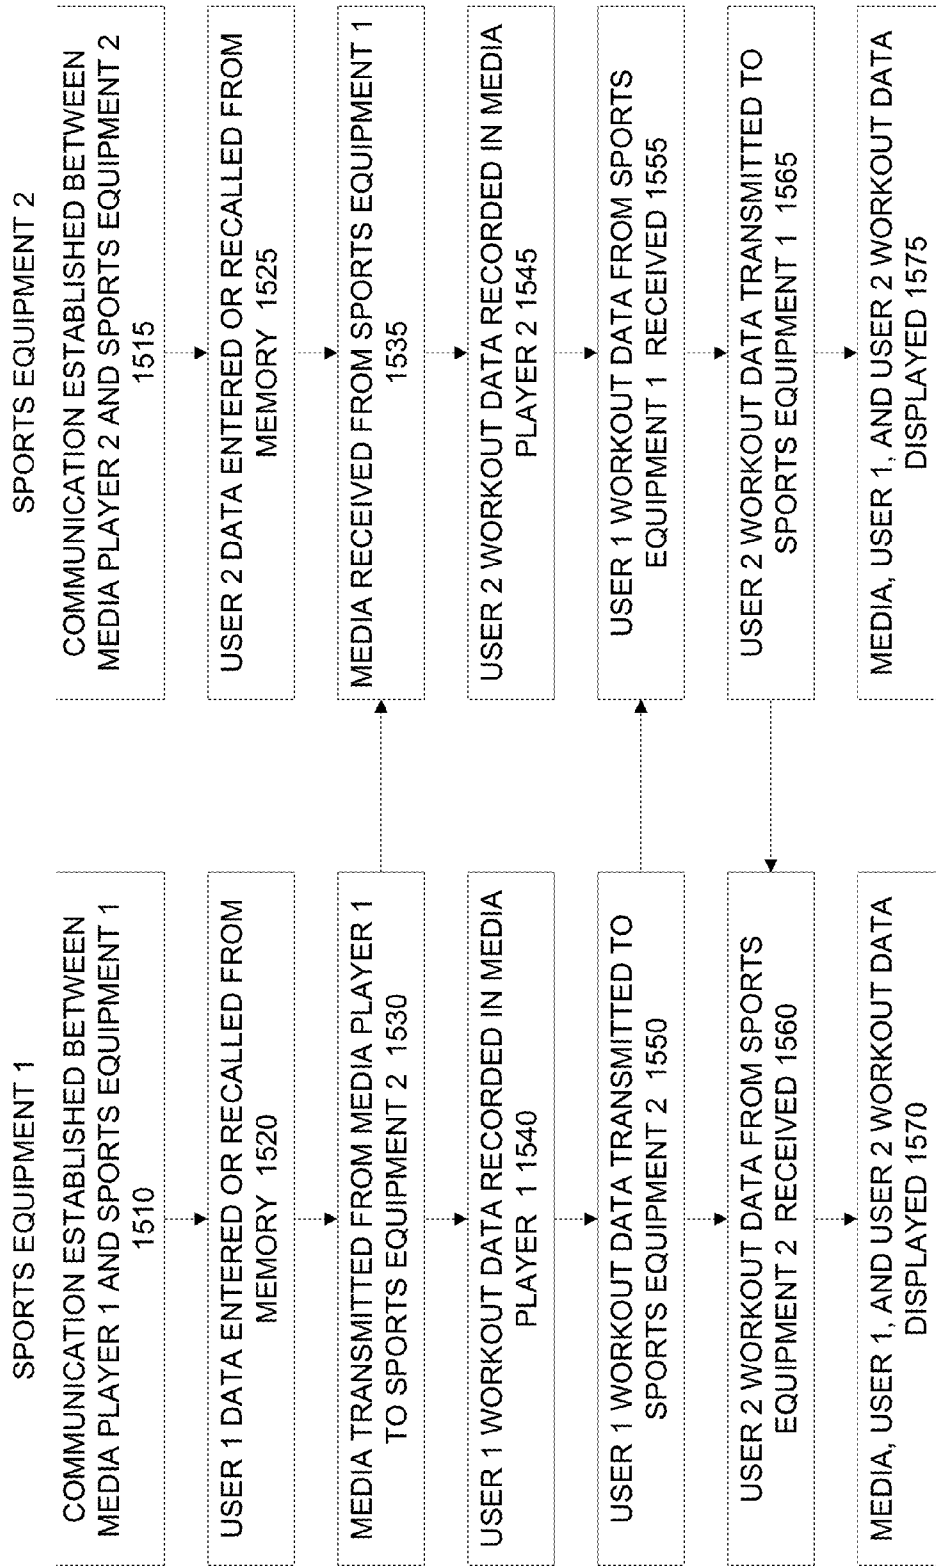 SPORTS EQUIPMENT 1
COMMUNICATION ESTABLISHED BETWEEN
MEDIA PLAYER 1 AND SPORTS EQUIPMENT 1
1510
USER 1 DATA ENTERED OR RECALLED FROM
MEMORY 1520
MEDIA TRANSMITTED FROM MEDIA PLAYER 1
TO SPORTS EQUIPMENT 2 1530
USER 1 WORKOUT DATA RECORDED IN MEDIA
PLAYER 1 1540
USER 1 WORKOUT DATA TRANSMITTED TO
SPORTS EQUIPMENT 2 1550
USER 2 WORKOUT DATA FROM SPORTS
EQUIPMENT 2 RECEIVED 1560
MEDIA, USER 1, AND USER 2 WORKOUT DATA
DISPLAYED 1570
SPORTS EQUIPMENT 2
COMMUNICATION ESTABLISHED BETWEEN
MEDIA PLAYER 2 AND SPORTS EQUIPMENT 2
1515
USER 2 DATA ENTERED OR RECALLED FROM
MEMORY 1525
MEDIA RECEIVED FROM SPORTS EQUIPMENT 1
1535
USER 2 WORKOUT DATA RECORDED IN MEDIA
PLAYER 2 1545
USER 1 WORKOUT DATA FROM SPORTS
EQUIPMENT 1 RECEIVED 1555
USER 2 WORKOUT DATA TRANSMITTED TO
SPORTS EQUIPMENT 1 1565
MEDIA, USER 1, AND USER 2 WORKOUT DATA
DISPLAYED 1575